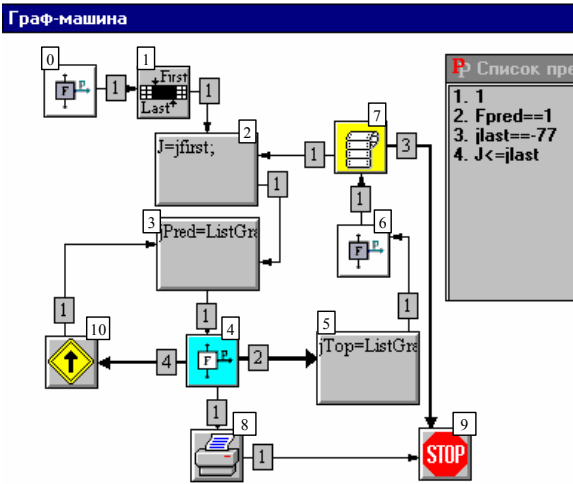 Граф-машина
0
1
1
First
Last
1
Список пре
1. 1
2. Fpred==1
3. jlast==-77
4. J<=jlast
2
J=jfirst;
1
7
3
1
3
jPred=ListGra
1
1
6
1
1
10
4
4
2
5
jTop=ListGra
1
8
1
9
STOP